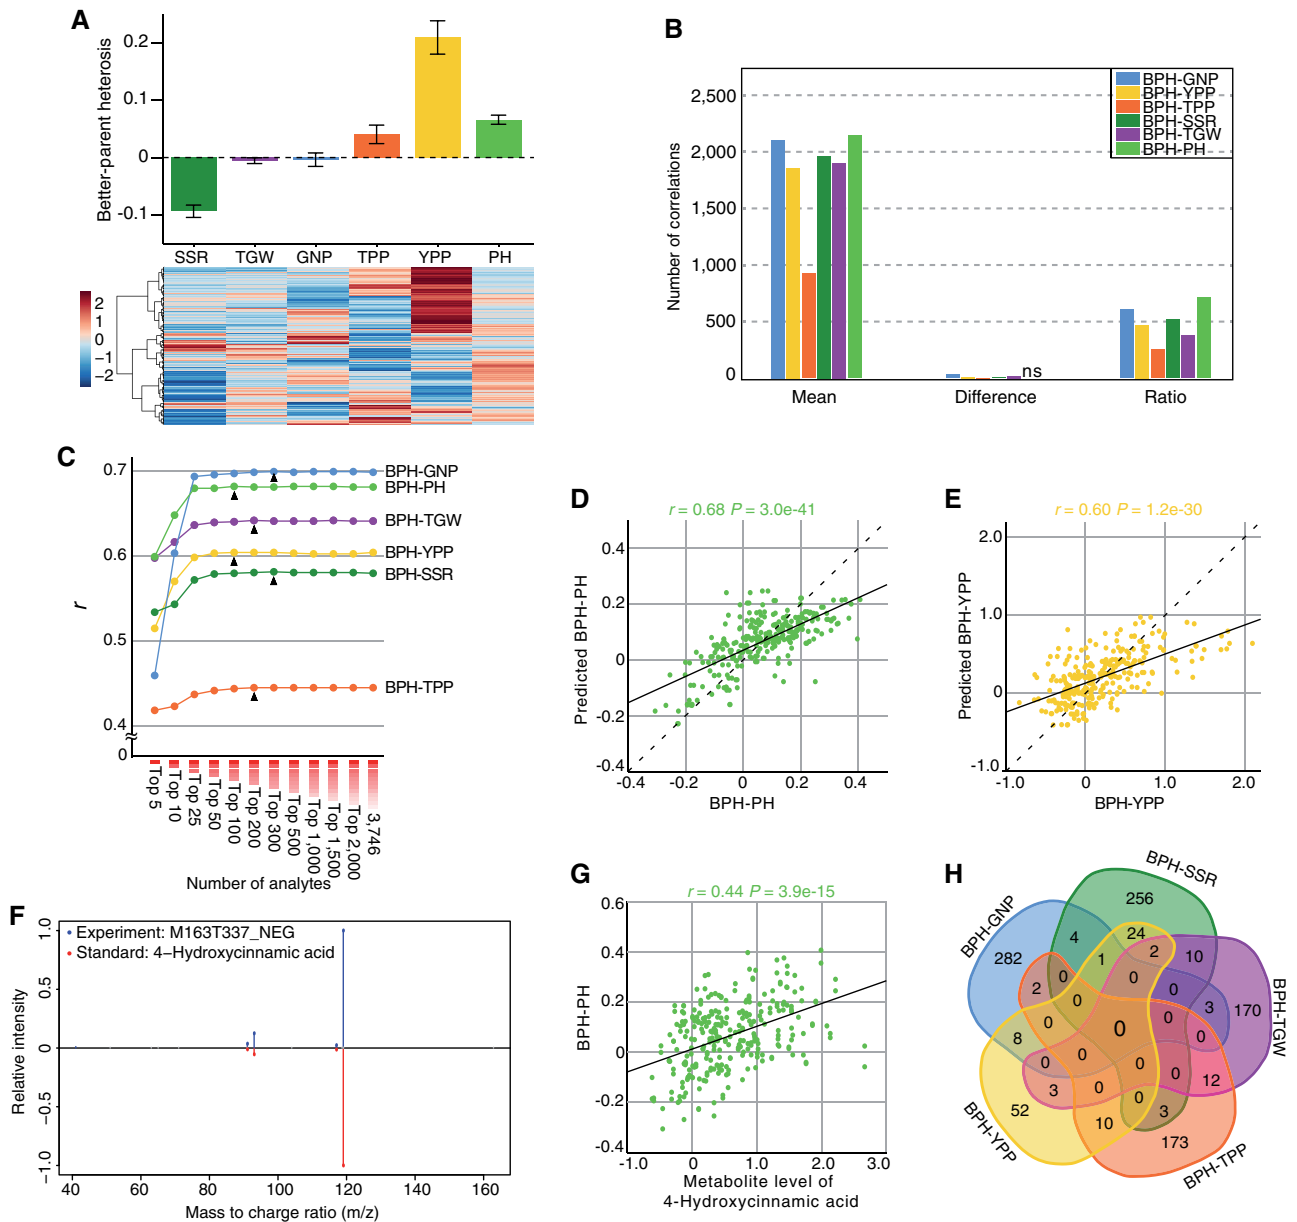 A
Better-parent heterosis
0.2
0.1
0
-0.1
SSR TGW GNP TPP YPP PH
2
1
0
−1
−2
B
Number of correlations
2,500
2,000
1,500
1,000
500
0
BPH-GNP
BPH-YPP
BPH-TPP
BPH-SSR
BPH-TGW
BPH-PH
ns
Mean Difference Ratio
C
r
0.7
0.6
0.5
0.4
0
BPH-GNP
BPH-PH
BPH-TGW
BPH-YPP
BPH-SSR
BPH-TPP
Top 5
Top 10
Top 25
Top 50
Top 100
Top 200
Top 300
Top 500
Top 1,000
Top 1,500
Top 2,000
3,746
Number of analytes
D
r = 0.68 P = 3.0e-41
Predicted BPH-PH
0.4
0.2
0
-0.2
-0.4
-0.4 -0.2 0 0.2 0.4
BPH-PH
E
r = 0.60 P = 1.2e-30
Predicted BPH-YPP
2.0
1.0
0
-1.0
-1.0 0 1.0 2.0
BPH-YPP
F
Experiment: M163T337_NEG
Standard: 4−Hydroxycinnamic acid
Relative intensity
1.0
0.5
0
−0.5
−1.0
40 60 80 100 120 140 160
Mass to charge ratio (m/z)
G
r = 0.44 P = 3.9e-15
BPH-PH
0.6
0.4
0.2
0
-0.2
-0.4
-1.0 0 1.0 2.0 3.0
Metabolite level of
4-Hydroxycinnamic acid
H
BPH-SSR
BPH-GNP
BPH-TGW
BPH-YPP
BPH-TPP
256
24
4
1
2
10
282
2
0
0
0
0
3
170
8
0
0
0
0
0
0
0
0
0
12
3
0
0
3
52
10
173